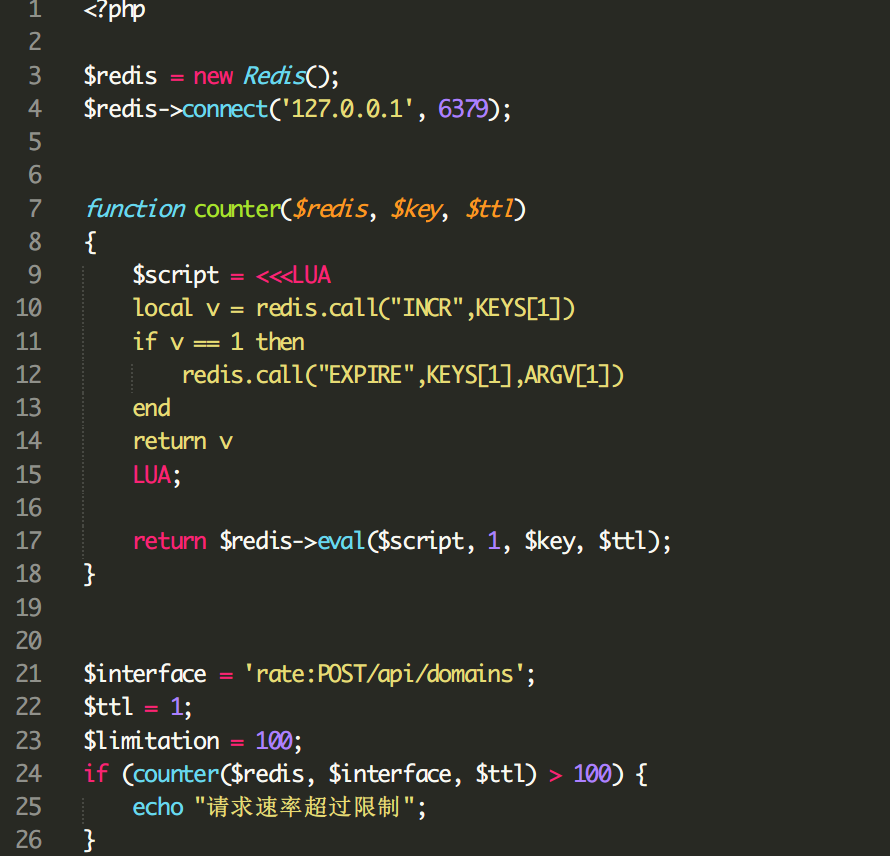 1 <?php
2
3 $redis = new Redis();
4 $redis->connect('127.0.0.1', 6379);
5
6
7 function counter($redis, $key, $ttl)
8 {
9     $script = <<<LUA
10     local v = redis.call("INCR",KEYS[1])
11     if v == 1 then
12         redis.call("EXPIRE",KEYS[1],ARGV[1])
13     end
14     return v
15     LUA;
16
17     return $redis->eval($script, 1, $key, $ttl);
18 }
19
20
21 $interface = 'rate:POST/api/domains';
22 $ttl = 1;
23 $limitation = 100;
24 if (counter($redis, $interface, $ttl) > 100) {
25     echo "请求速率超过限制";
26 }